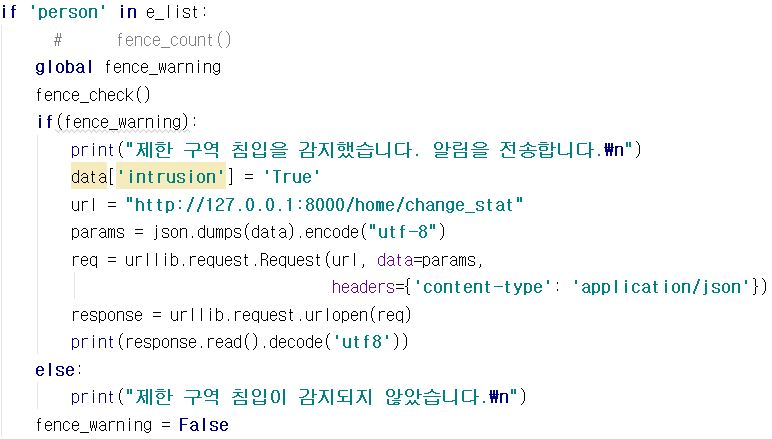 if 'person' in e_list:
# fence_count()
global fence_warning
fence_check()
if(fence_warning):
print("제한 구역 침입을 감지했습니다. 알림을 전송합니다.₩n")
data['intrusion'] = 'True'
url = "http://127.0.0.1:8000/home/change_stat"
params = json.dumps(data).encode("utf-8")
req = urllib.request.Request(url, data=params,
headers={'content-type': 'application/json'})
response = urllib.request.urlopen(req)
print(response.read().decode('utf8'))
else:
print("제한 구역 침입이 감지되지 않았습니다.₩n")
fence_warning = False